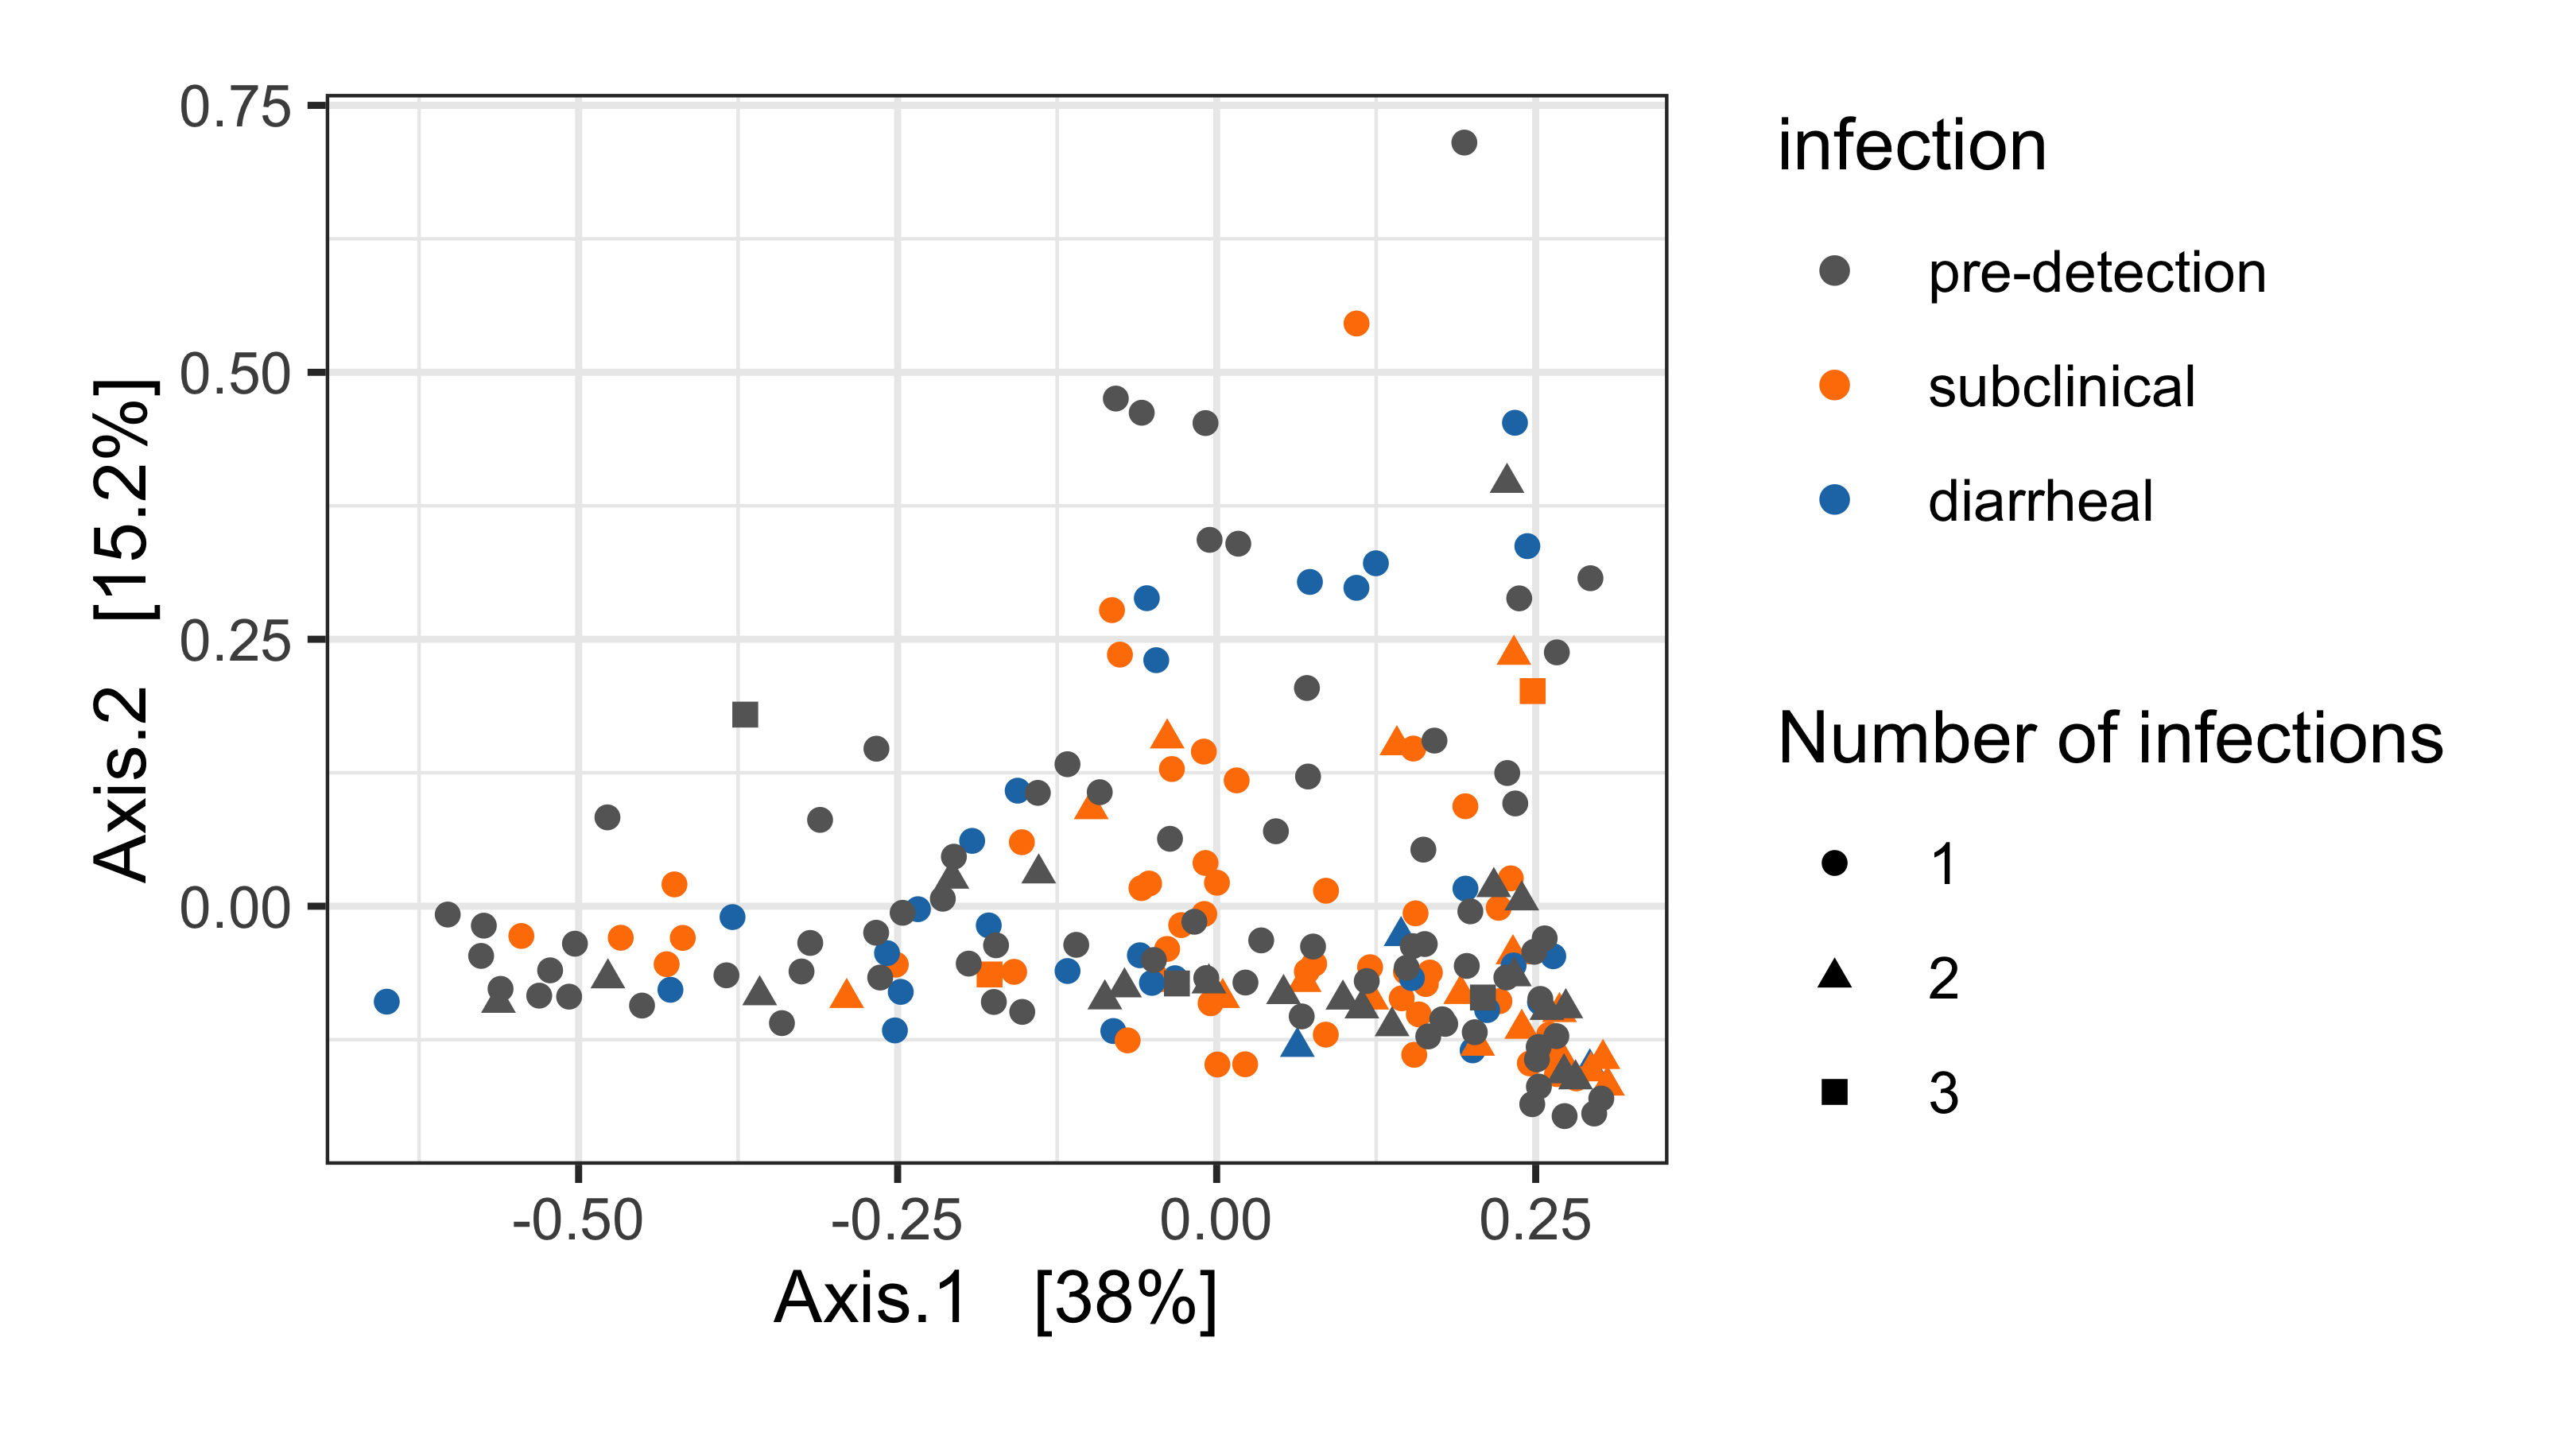 0.75
0.50
0.25
0.00
Axis.2 [15.2%]
-0.50 -0.25 0.00 0.25
Axis.1 [38%]
infection
pre-detection
subclinical
diarrheal
Number of infections
1
2
3